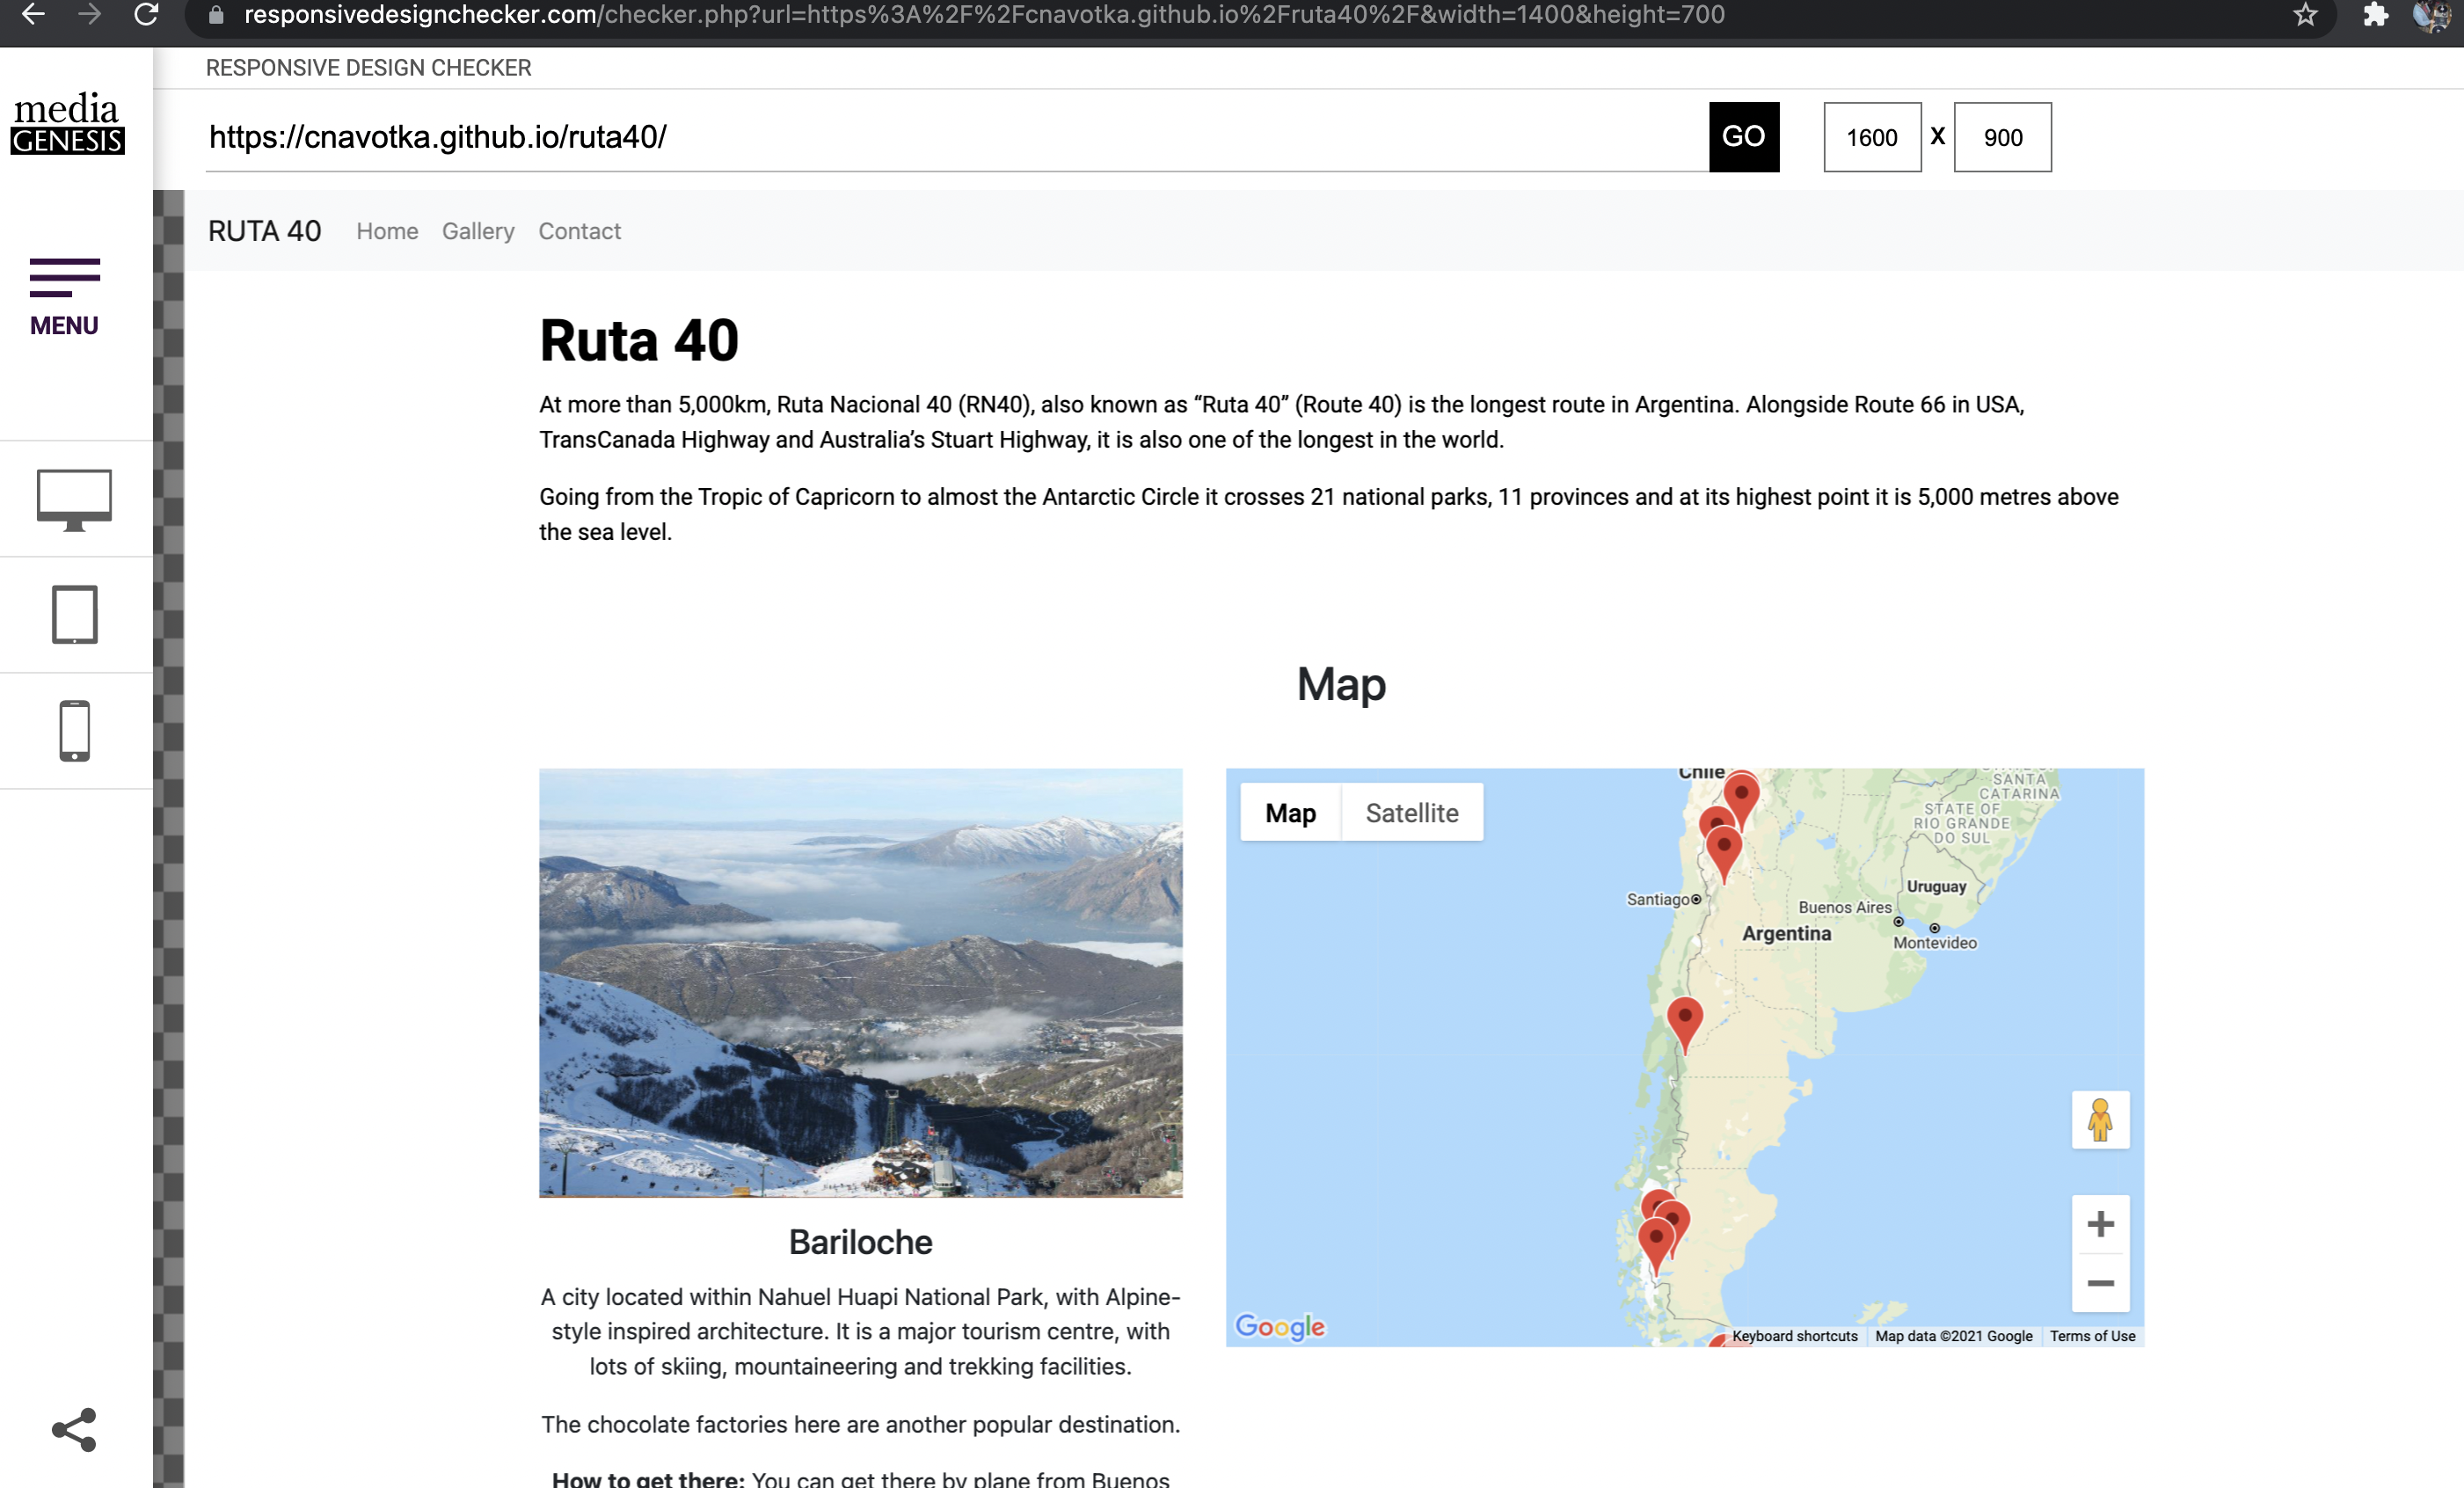 responsivedesignchecker.com/checker.php?url=https%3A%2F%2Fcnavotka.github.io%2Fruta40%2F&width=1400&height=700
RESPONSIVE DESIGN CHECKER
media
GENESIS
https://cnavotka.github.io/ruta40/
GO
1600 X 900
MENU
RUTA 40 Home Gallery Contact
Ruta 40
At more than 5,000km, Ruta Nacional 40 (RN40), also known as “Ruta 40” (Route 40) is the longest route in Argentina. Alongside Route 66 in USA,
TransCanada Highway and Australia’s Stuart Highway, it is also one of the longest in the world.
Going from the Tropic of Capricorn to almost the Antarctic Circle it crosses 21 national parks, 11 provinces and at its highest point it is 5,000 metres above
the sea level.
Map
Map Satellite
Chile
SANTA
CATARINA
STATE OF
RIO GRANDE
DO SUL
Uruguay
Santiago
Buenos Aires
Argentina
Montevideo
Google
Keyboard shortcuts Map data ©2021 Google Terms of Use
Bariloche
A city located within Nahuel Huapi National Park, with Alpine-
style inspired architecture. It is a major tourism centre, with
lots of skiing, mountaineering and trekking facilities.
The chocolate factories here are another popular destination.
How to get there: You can get there by plane from Buenos